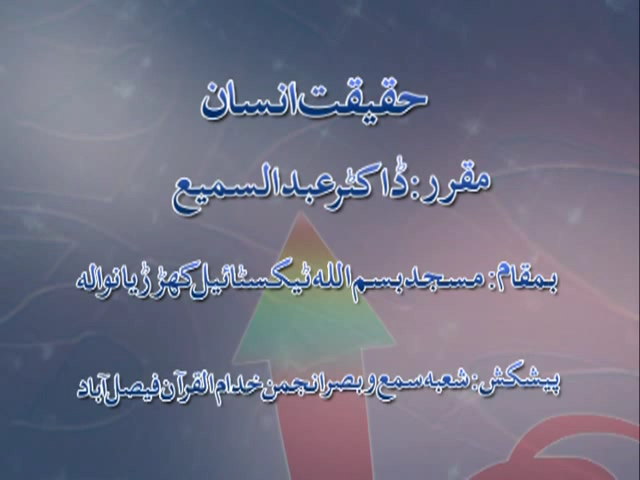 حقیقت انسان
مقرر: ڈاکٹر عبدالسمیع
بمقام: مسجد بسم اللہ ٹیکسٹائیل کھڑڑیانوالہ
پیشکش: شعبہ سمع و بصر انجمن خدام القرآن فیصل آباد